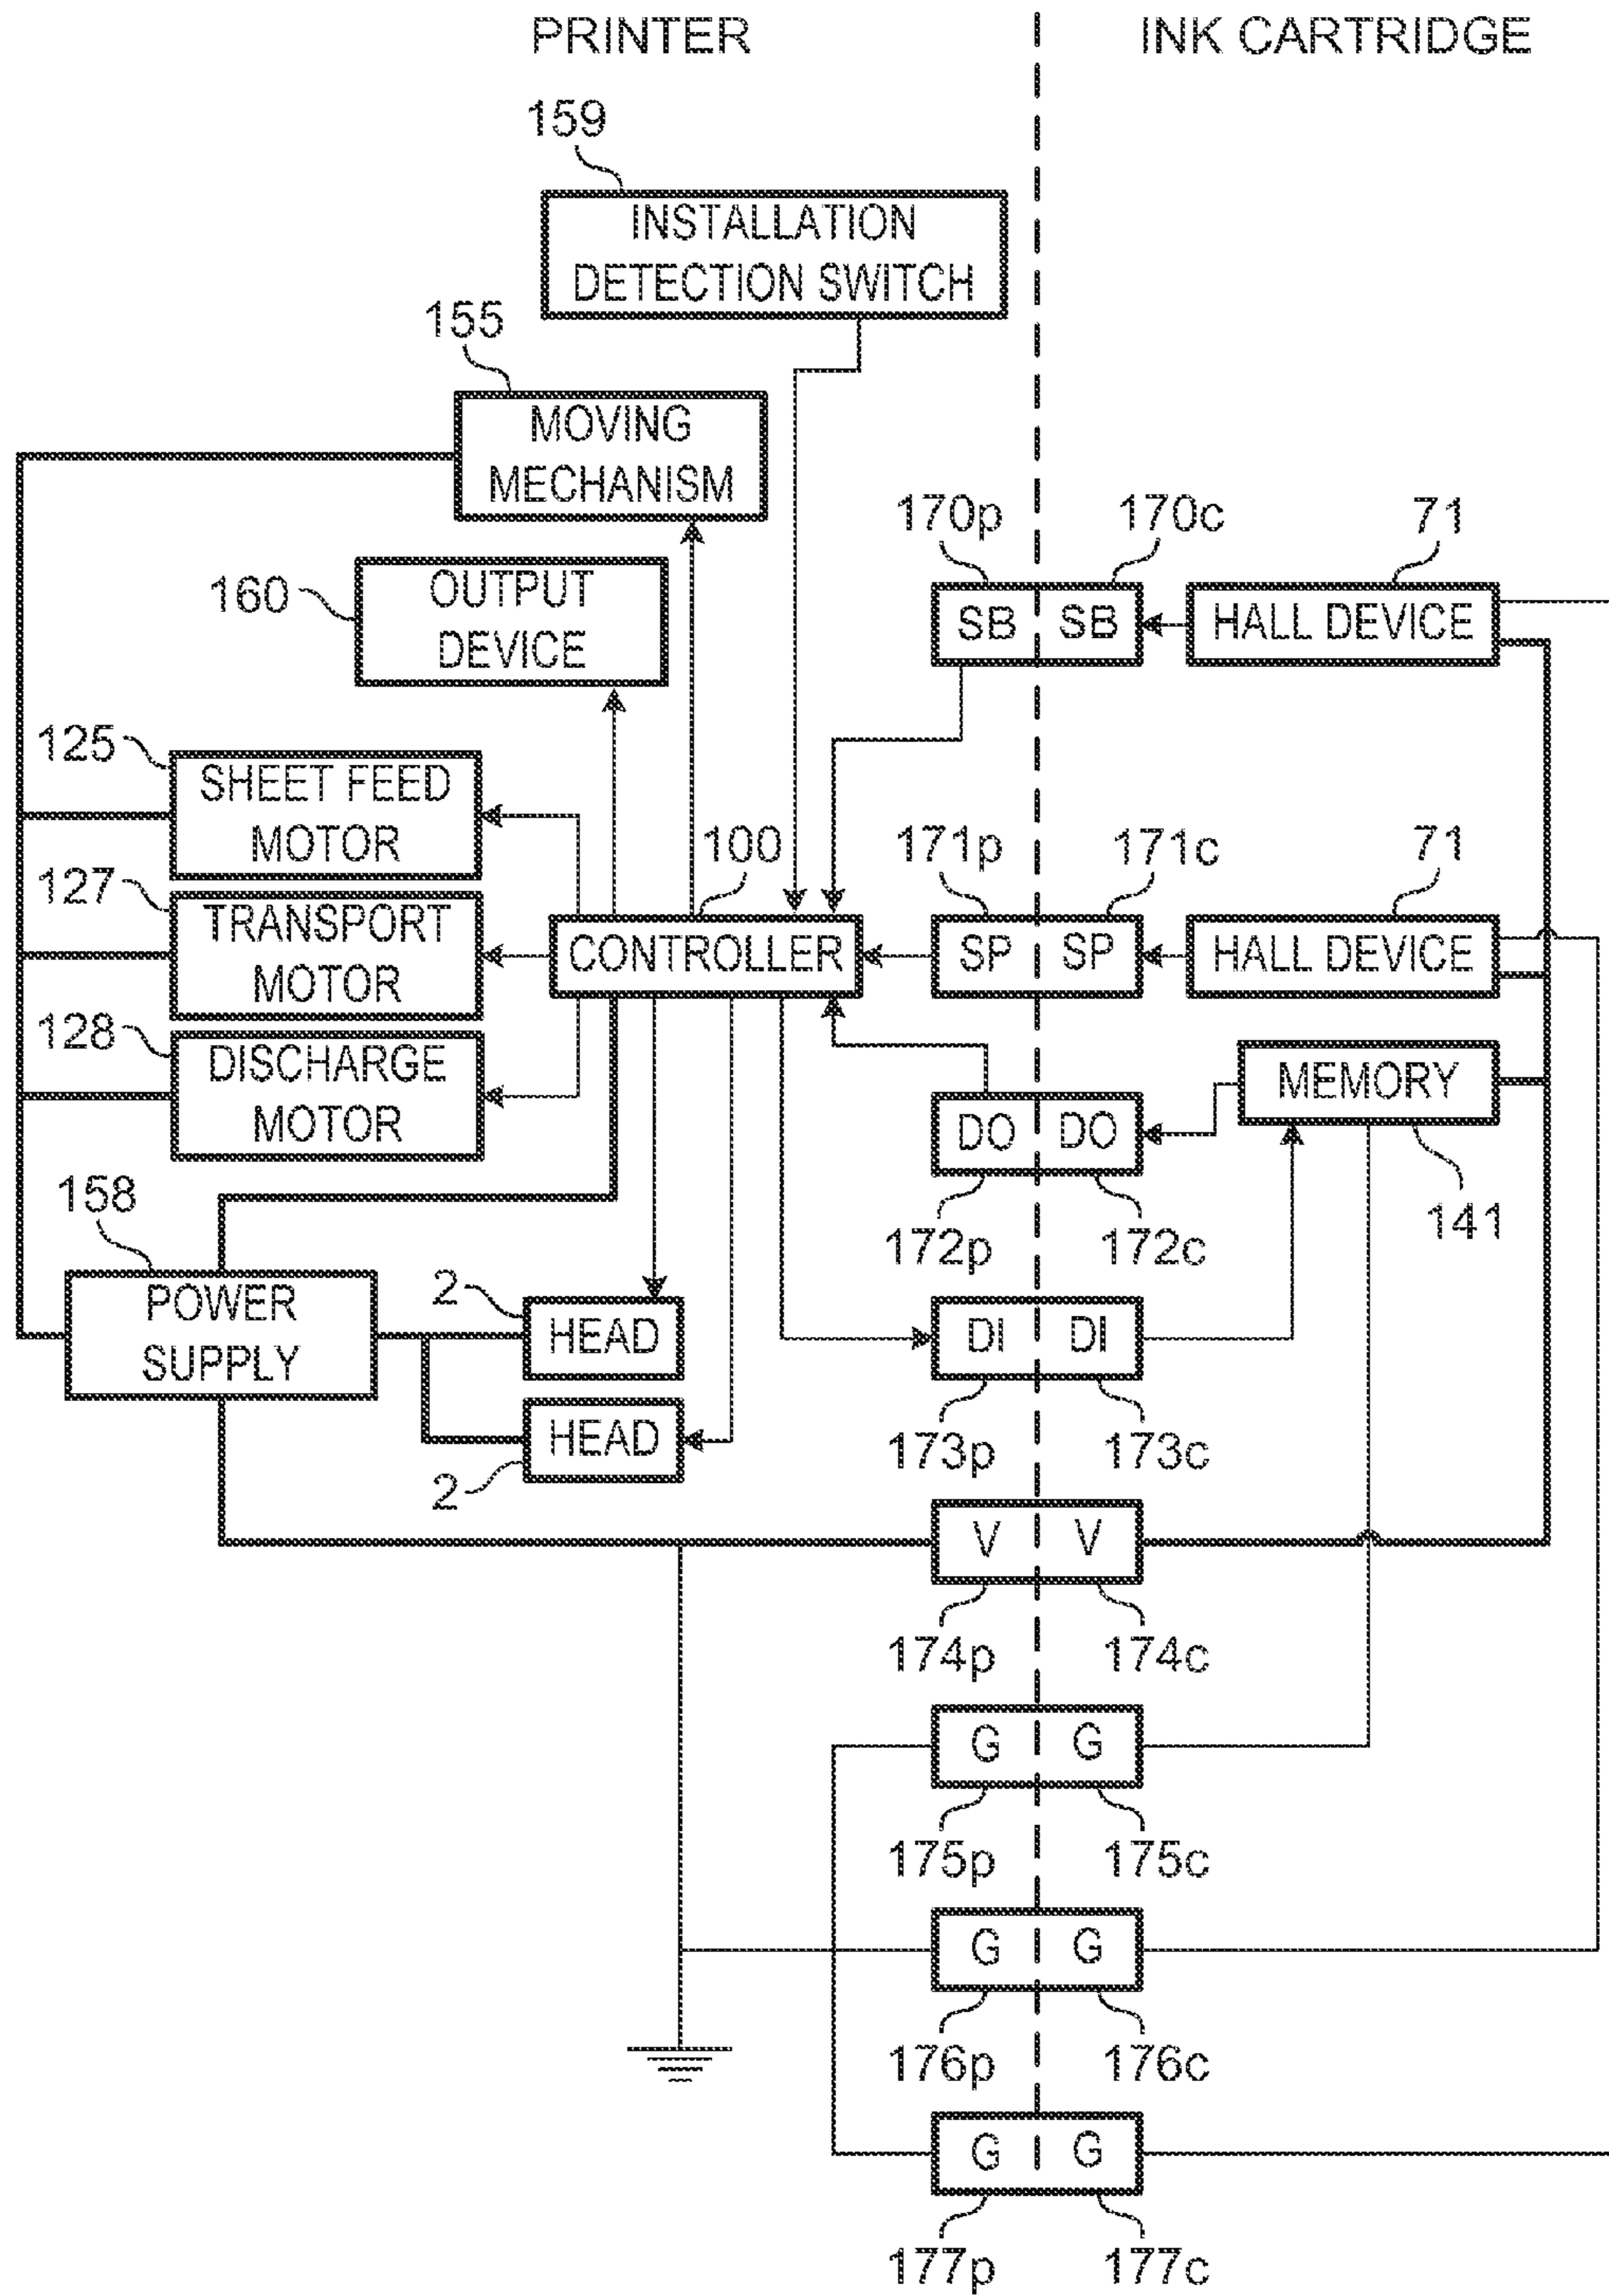 PRINTER
INK CARTRIDGE
159
INSTALLATION
DETECTION SWITCH
155
MOVING
MECHANISM
170p
170c
71
160
OUTPUT
DEVICE
SB
SB
HALL DEVICE
125
SHEET FEED
MOTOR
100
171p
171c
71
127
TRANSPORT
MOTOR
CONTROLLER
SP
SP
HALL DEVICE
128
DISCHARGE
MOTOR
MEMORY
DO
DO
141
158
172p
172c
POWER
SUPPLY
2
HEAD
DI
DI
HEAD
2
173p
173c
V
V
174p
174c
G
G
175p
175c
G
G
176p
176c
G
G
177p
177c